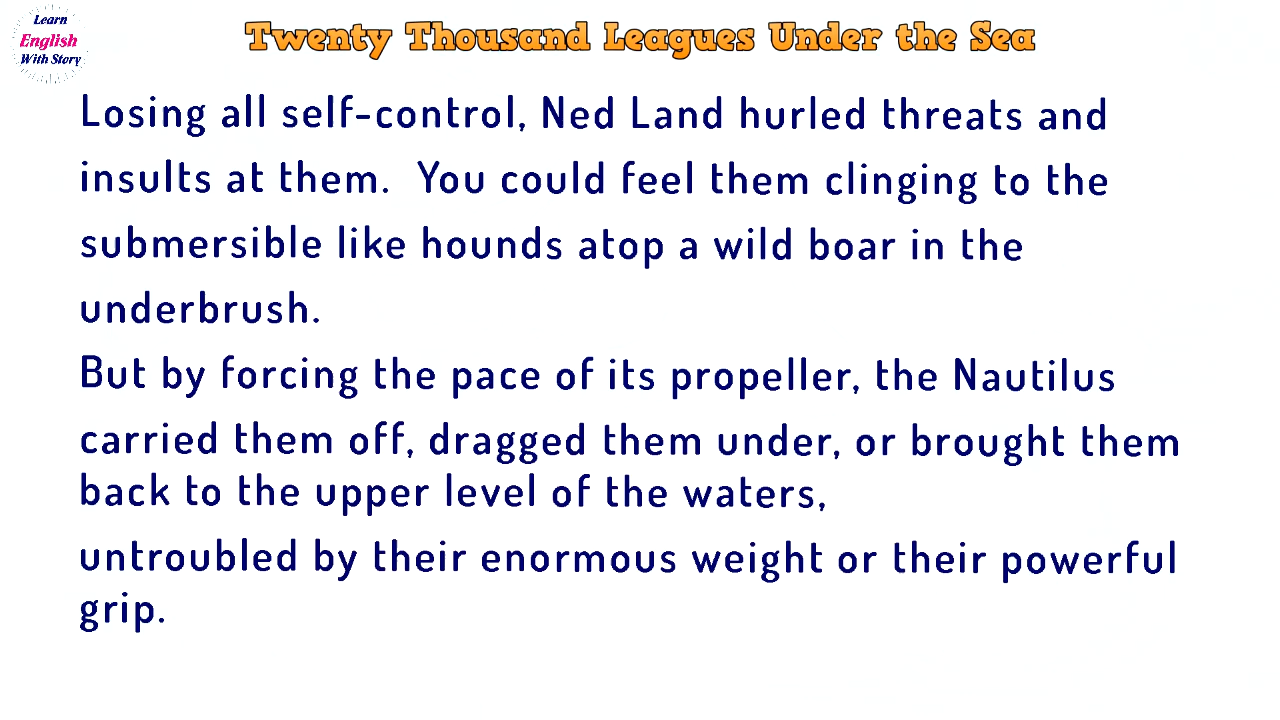 Learn
English
With Story
Twenty Thousand Leagues Under the Sea
Losing all self-control, Ned Land hurled threats and
insults at them.  You could feel them clinging to the
submersible like hounds atop a wild boar in the
underbrush.
But by forcing the pace of its propeller, the Nautilus
carried them off, dragged them under, or brought them
back to the upper level of the waters,
untroubled by their enormous weight or their powerful
grip.